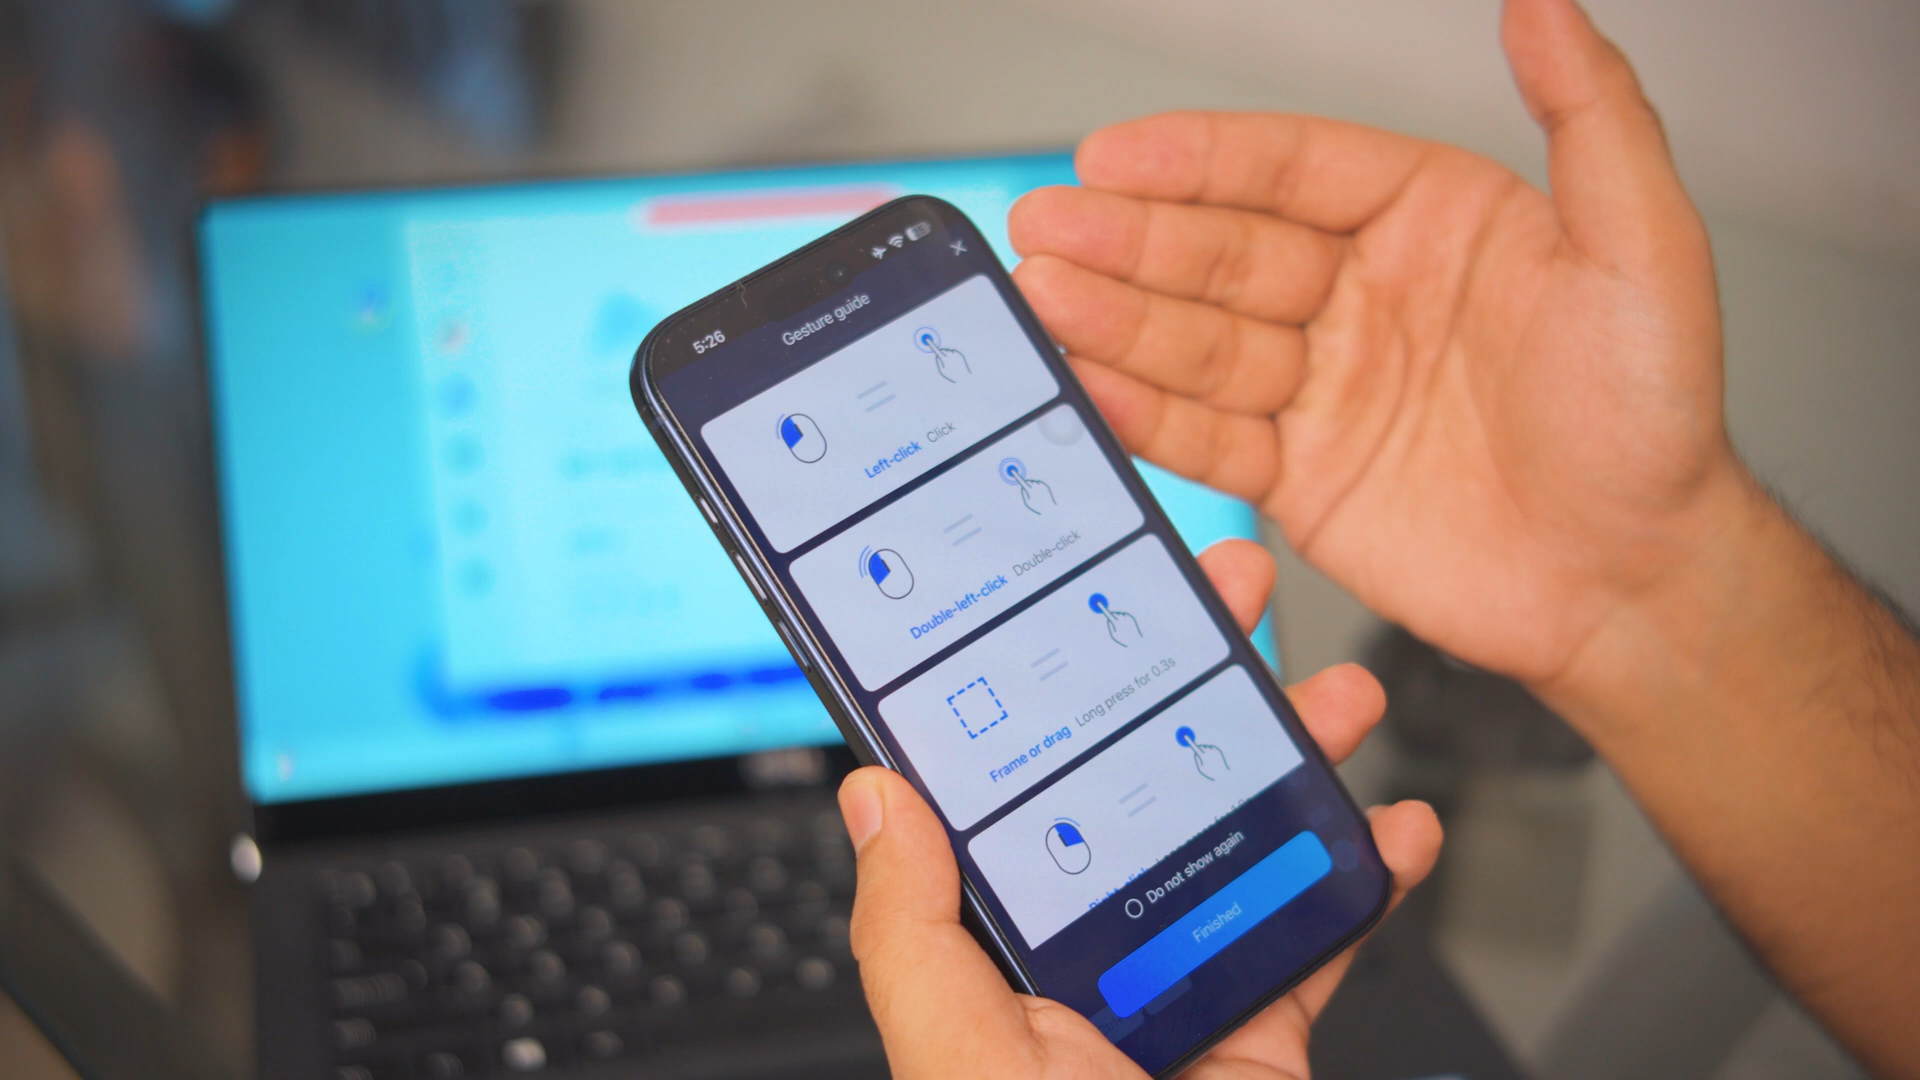 5:26
Gesture guide
Left-click Click
Double-left-click Double-click
Frame or drag Long press for 0.3s
Do not show again
Finished